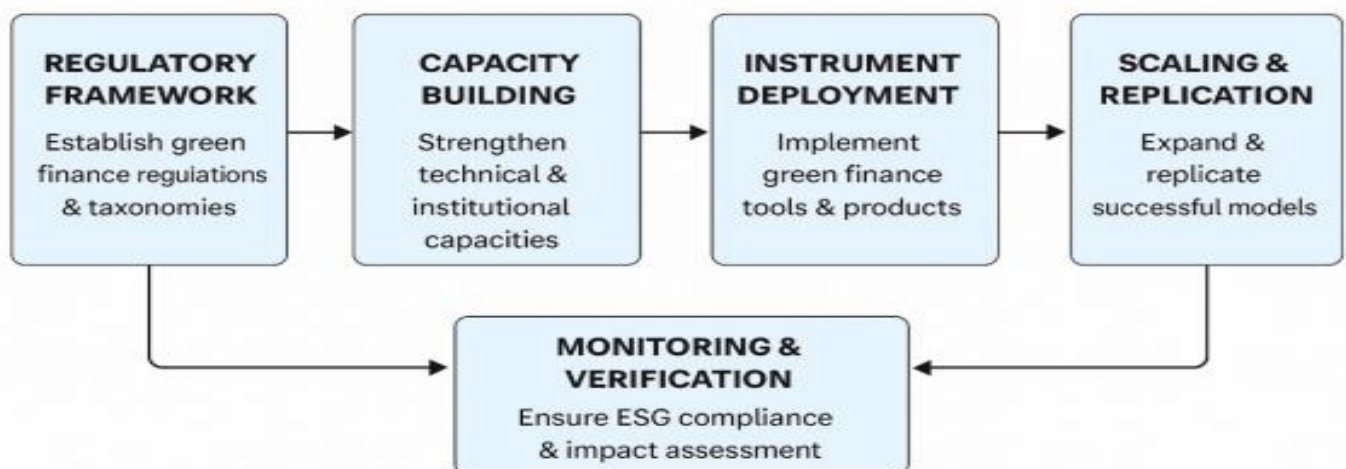 REGULATORY
FRAMEWORK
Establish green
finance regulations
& taxonomies
CAPACITY
BUILDING
Strengthen
technical &
institutional
capacities
INSTRUMENT
DEPLOYMENT
Implement
green finance
tools & products
SCALING &
REPLICATION
Expand &
replicate
successful models
MONITORING &
VERIFICATION
Ensure ESG compliance
& impact assessment